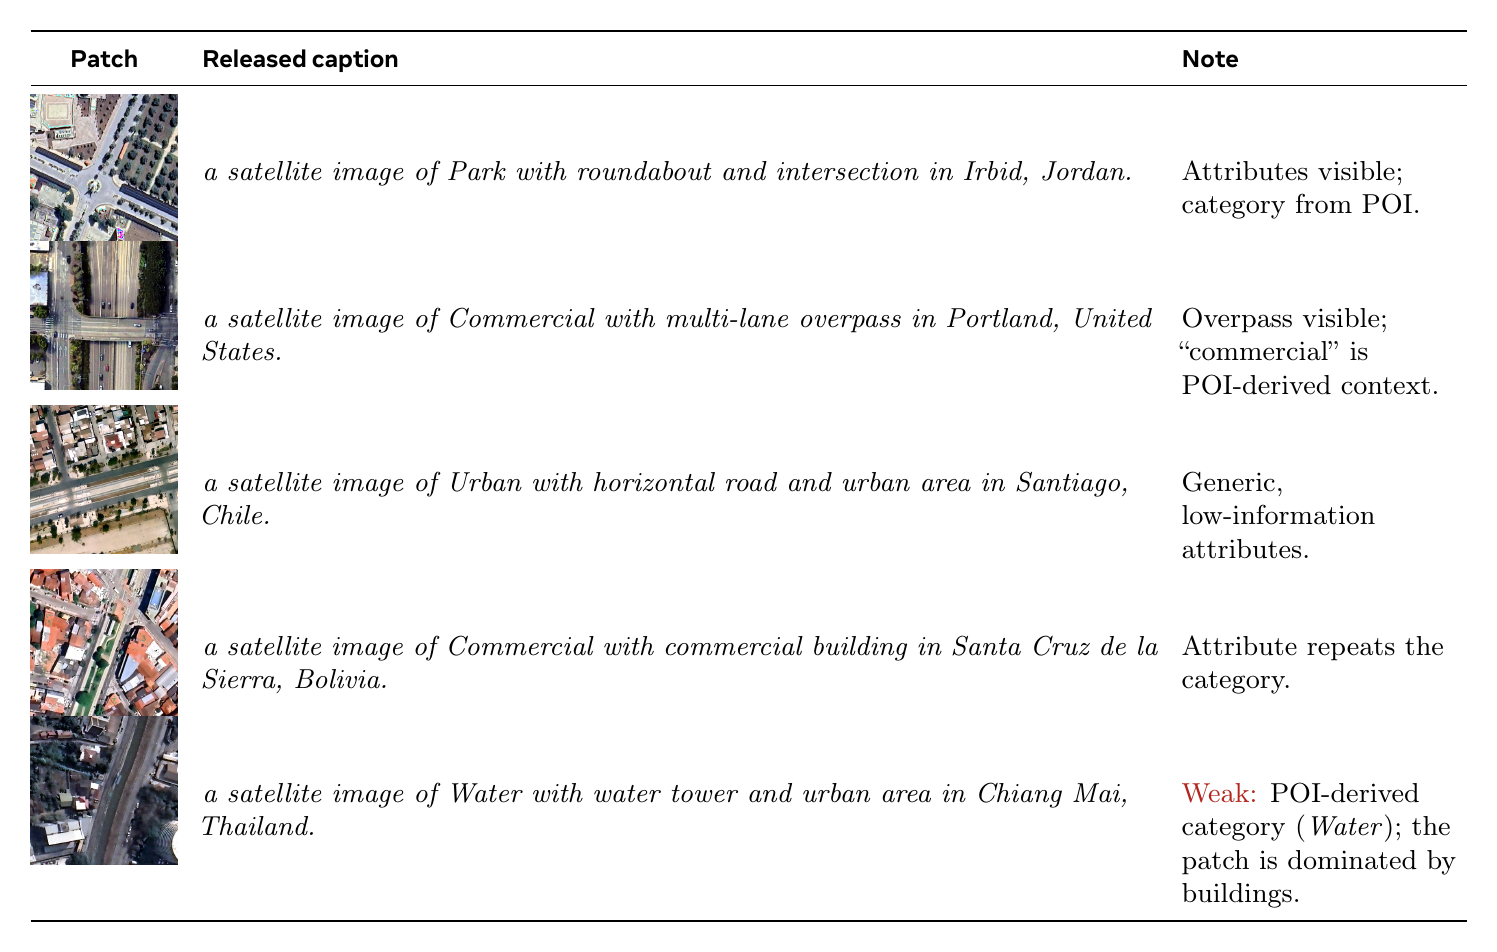 Patch Released caption Note
a satellite image of Park with roundabout and intersection in Irbid, Jordan.
Attributes visible;
category from POI.
a satellite image of Commercial with multi-lane overpass in Portland, United
States.
Overpass visible;
“commercial” is
POI-derived context.
a satellite image of Urban with horizontal road and urban area in Santiago,
Chile.
Generic,
low-information
attributes.
a satellite image of Commercial with commercial building in Santa Cruz de la
Sierra, Bolivia.
Attribute repeats the
category.
a satellite image of Water with water tower and urban area in Chiang Mai,
Thailand.
Weak: POI-derived
category (Water); the
patch is dominated by
buildings.